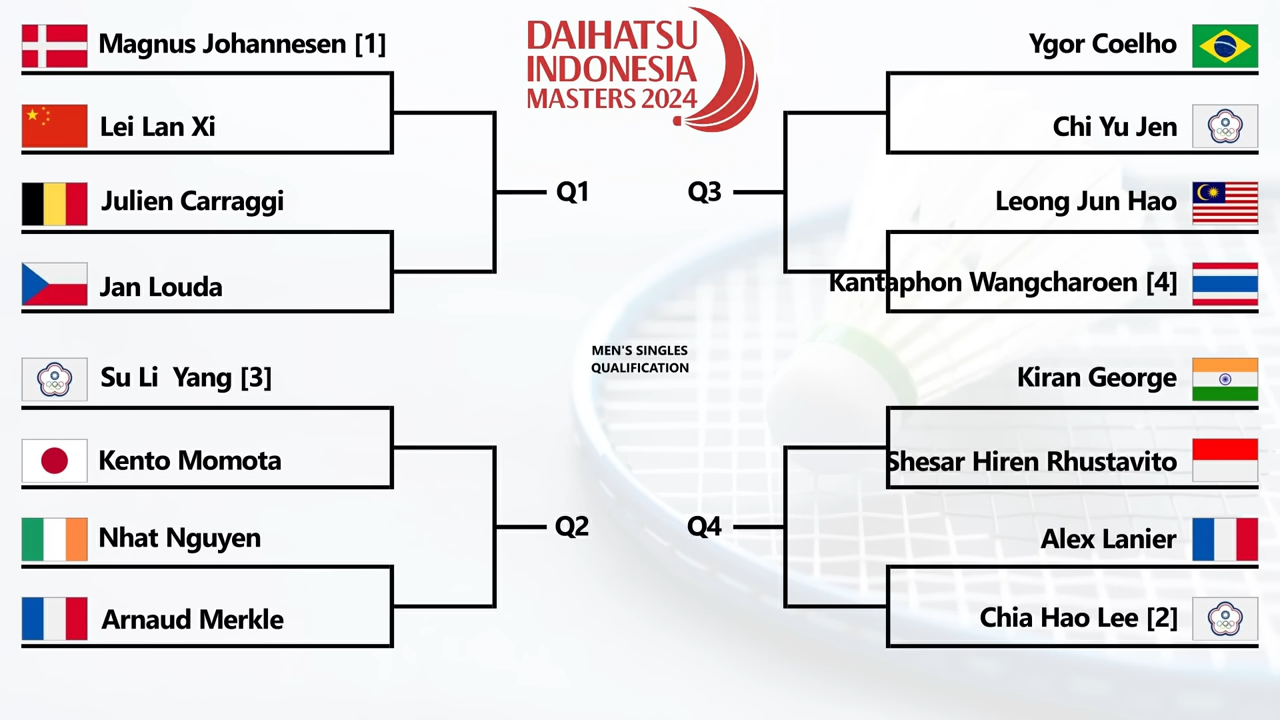 DAIHATSU
INDONESIA
MASTERS 2024
Magnus Johannesen [1]
Lei Lan Xi
Julien Carraggi
Jan Louda
Q1
Su Li  Yang [3]
Kento Momota
Nhat Nguyen
Arnaud Merkle
Q2
MEN'S SINGLES
QUALIFICATION
Ygor Coelho
Chi Yu Jen
Leong Jun Hao
Kantaphon Wangcharoen [4]
Q3
Kiran George
Shesar Hiren Rhustavito
Alex Lanier
Chia Hao Lee [2]
Q4